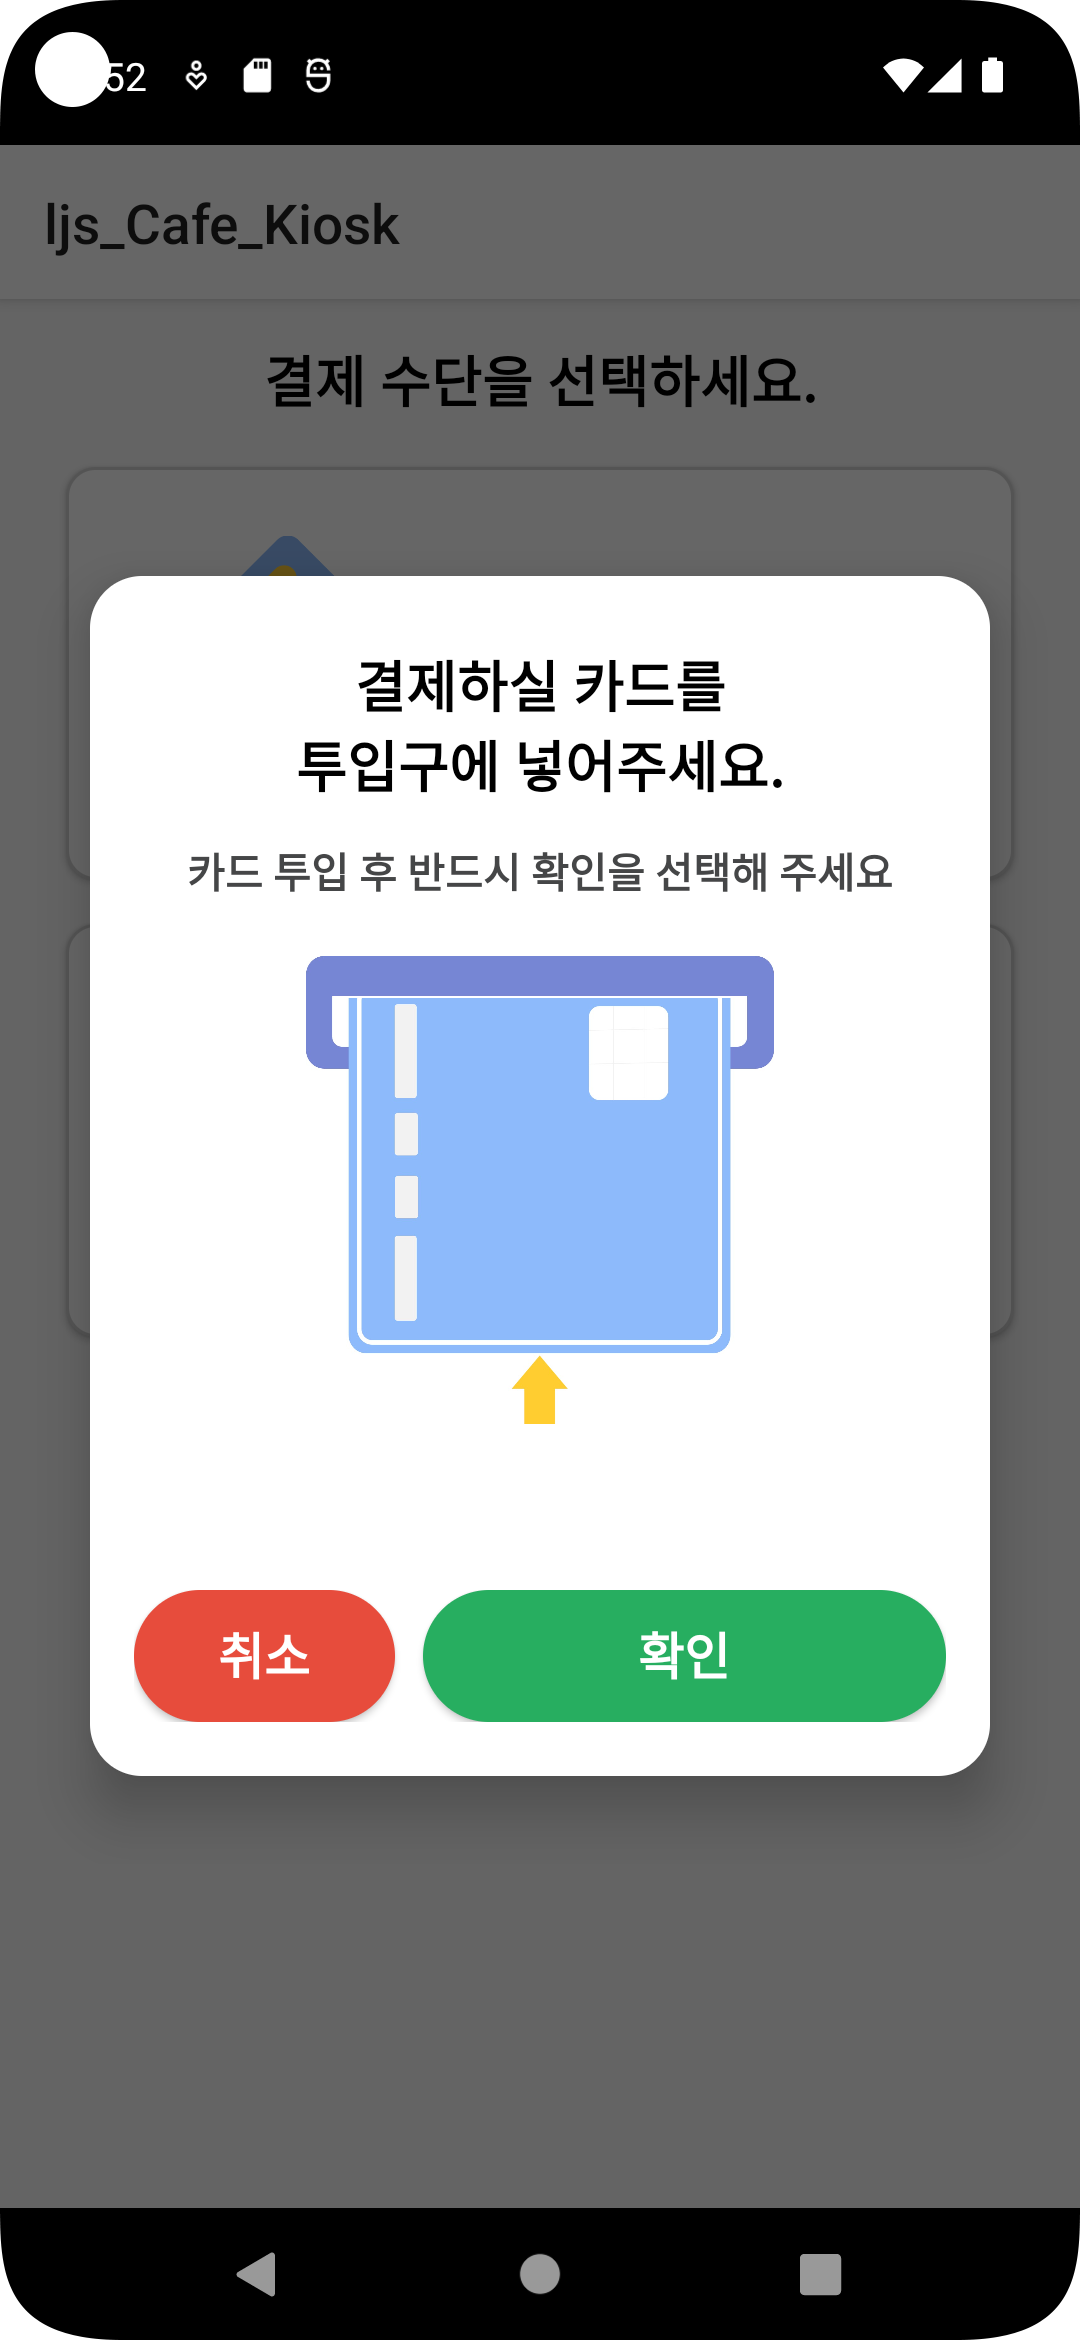 52
ljs_Cafe_Kiosk
결제 수단을 선택하세요.
결제하실 카드를
투입구에 넣어주세요.
카드 투입 후 반드시 확인을 선택해 주세요
취소
확인